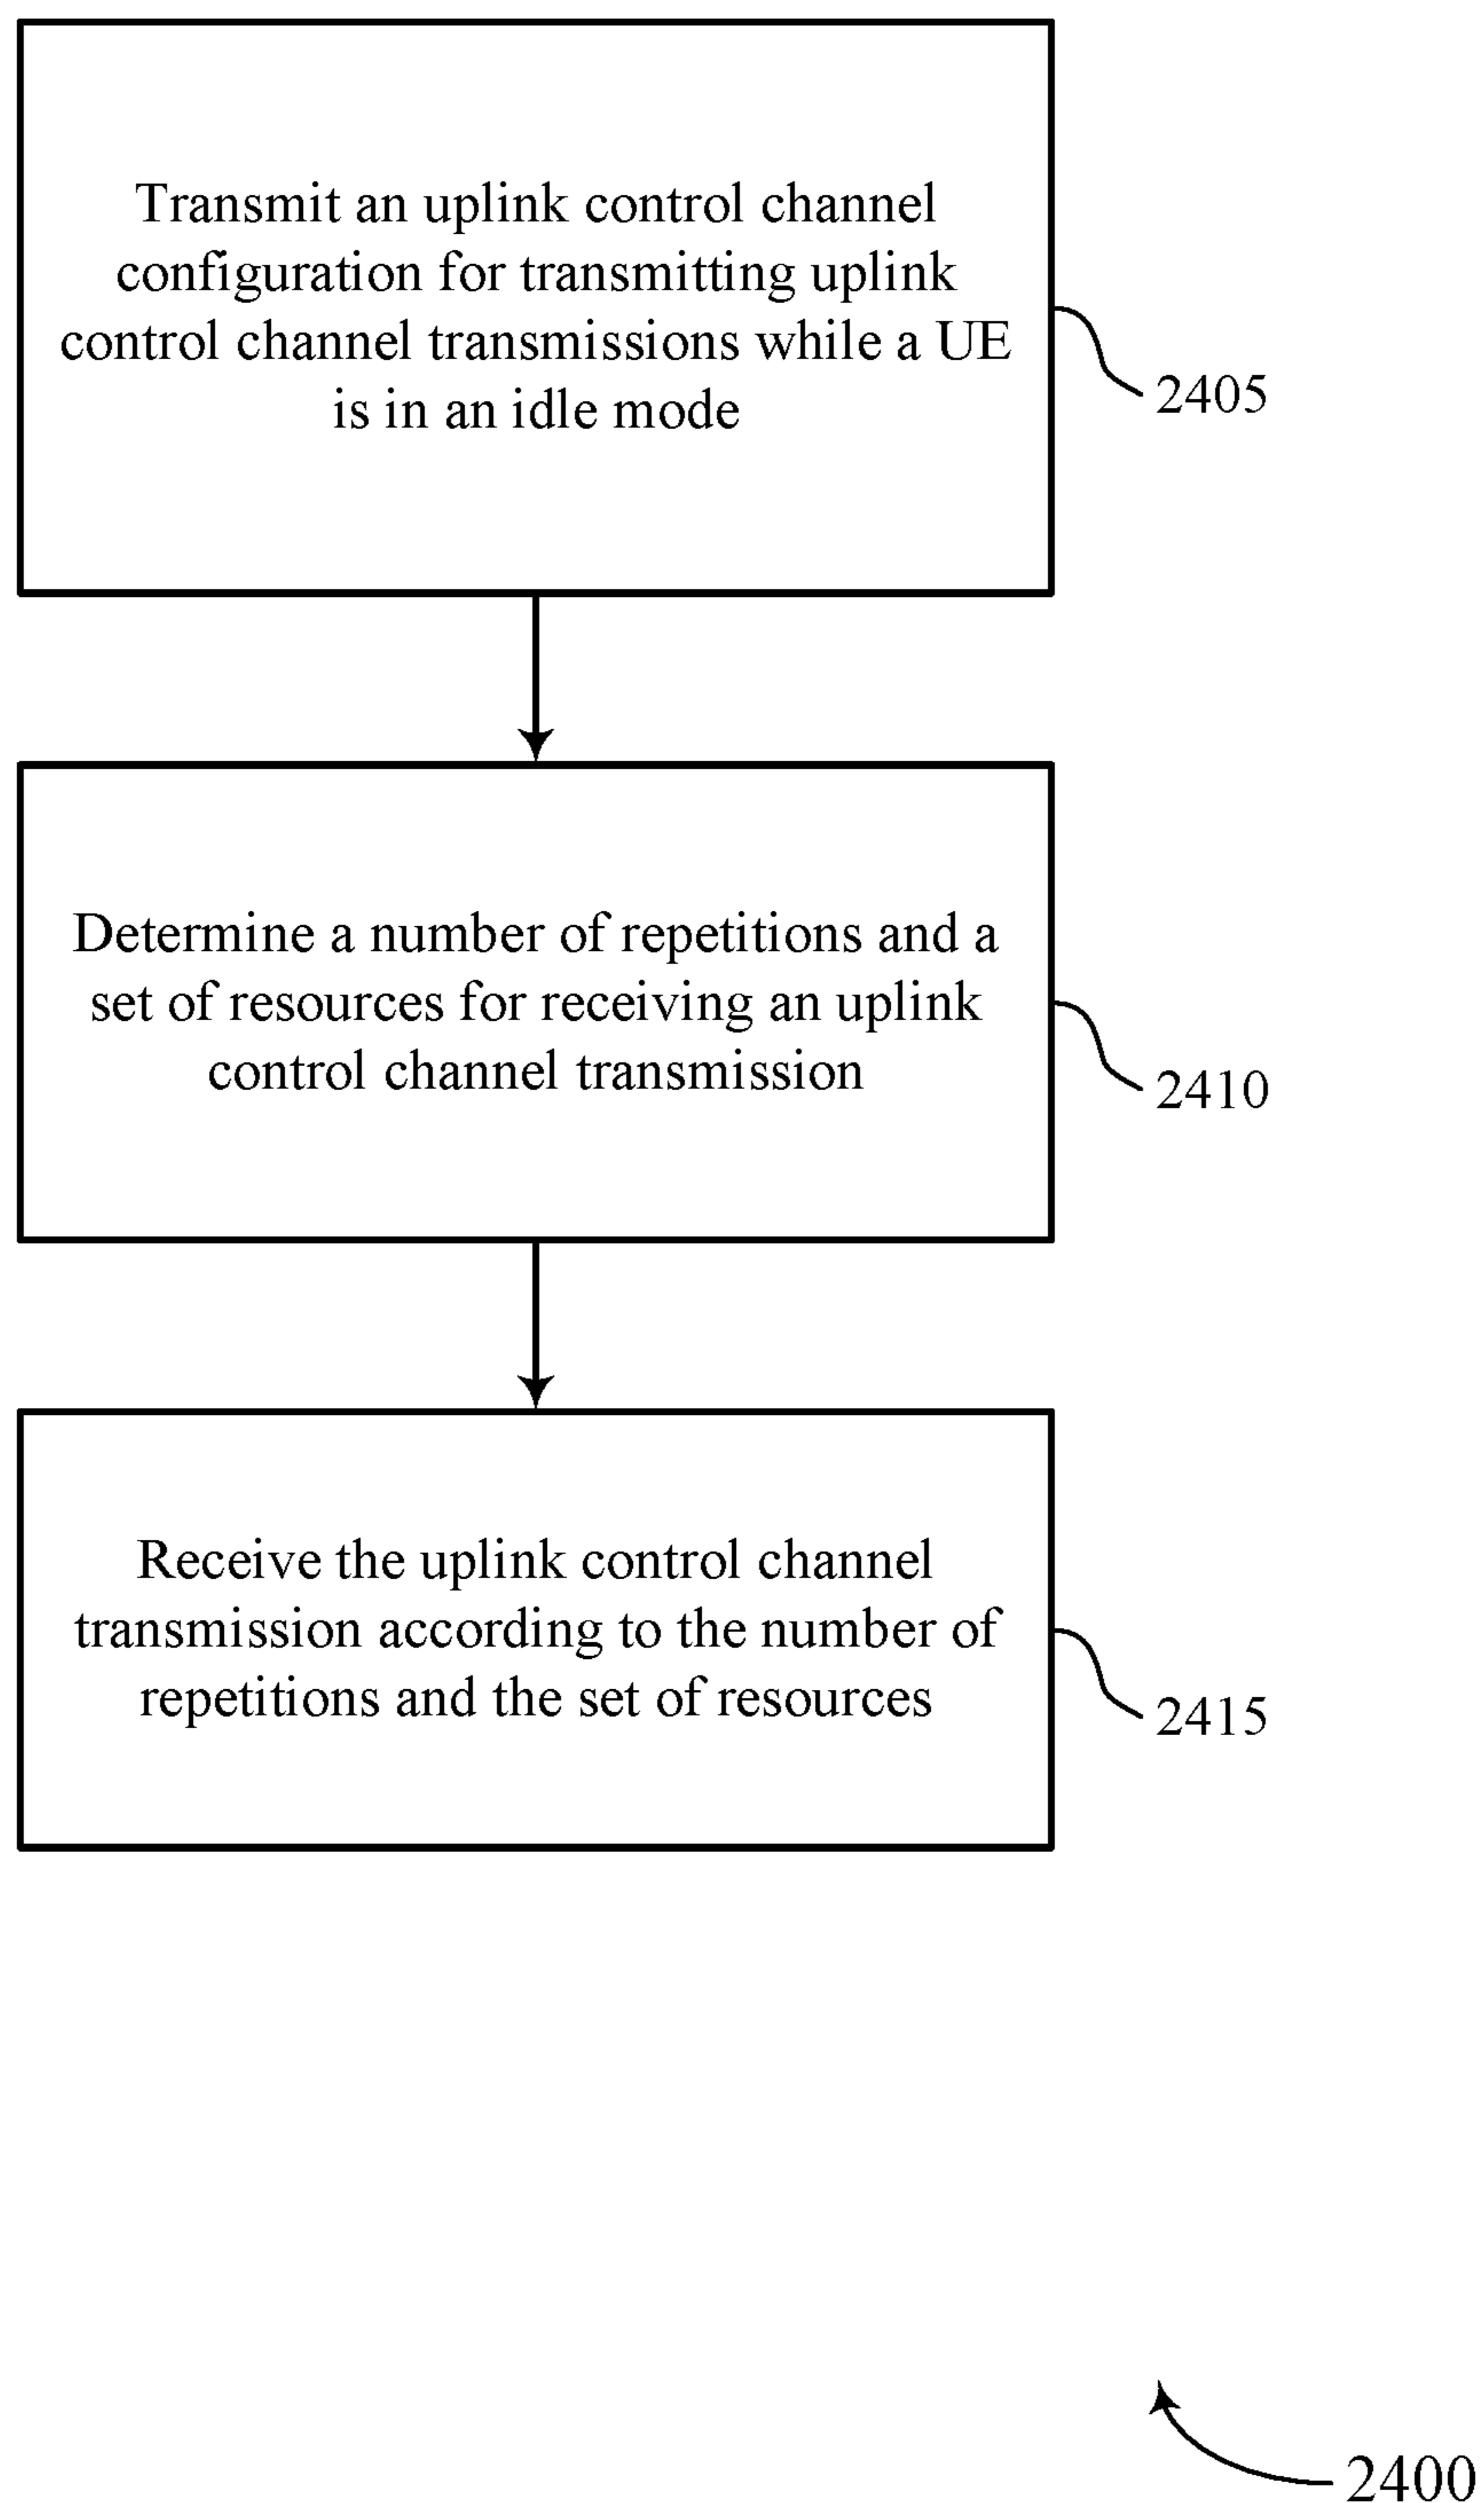 Transmit an uplink control channel
configuration for transmitting uplink
control channel transmissions while a UE
is in an idle mode
2405
Determine a number of repetitions and a
set of resources for receiving an uplink
control channel transmission
2410
Receive the uplink control channel
transmission according to the number of
repetitions and the set of resources
2415
2400